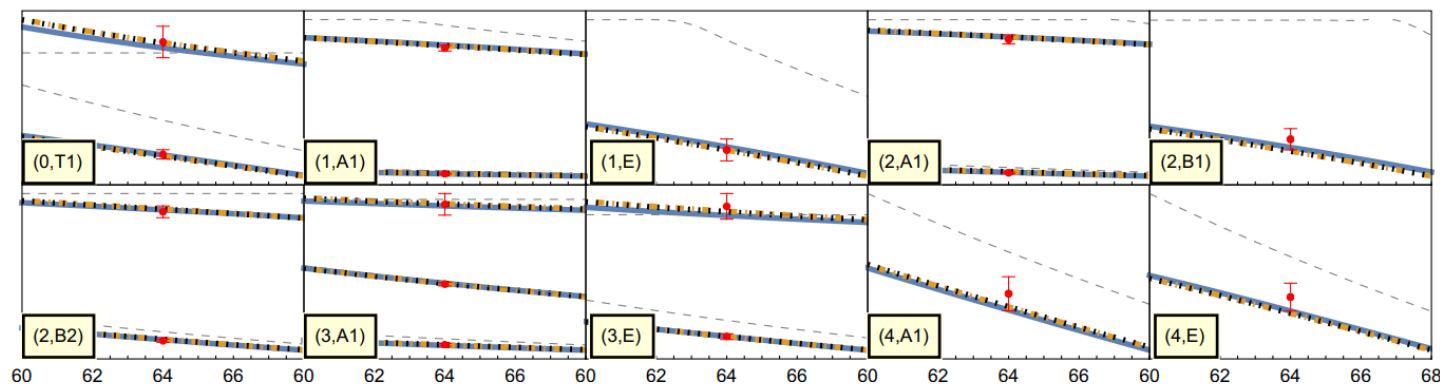 (0,T1) (1,A1) (1,E) (2,A1) (2,B1)
(2,B2) (3,A1) (3,E) (4,A1) (4,E)
60 62 64 66 60 62 64 66 60 62 64 66 60 62 64 66 60 62 64 66 68